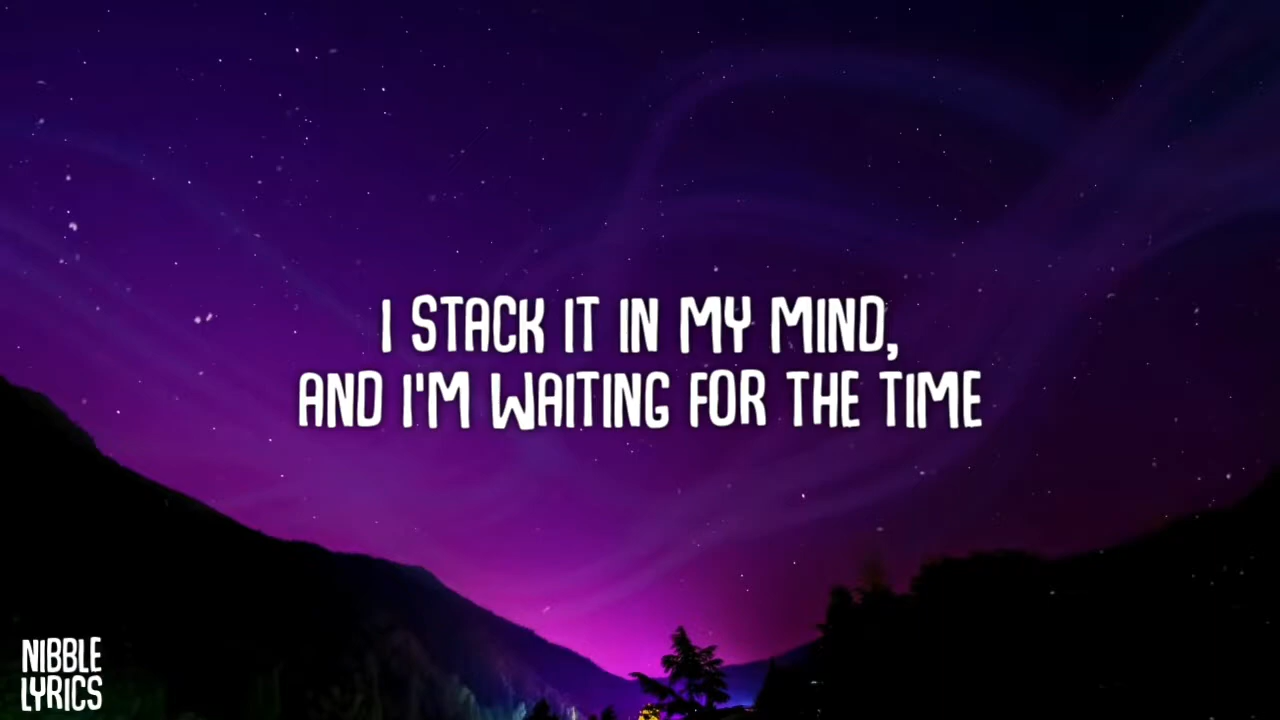 I STACK IT IN MY MIND,
AND I'M WAITING FOR THE TIME
NIBBLE
LYRICS